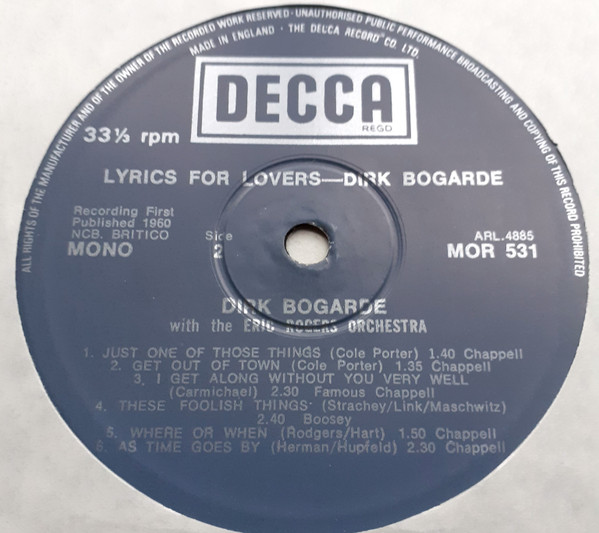 ALL RIGHTS OF THE MANUFACTURER AND OF THE OWNER OF THE RECORDED WORK RESERVED · UNAUTHORISED PUBLIC PERFORMANCE BROADCASTING AND COPYING OF THIS RECORD PROHIBITED
MADE IN ENGLAND · THE DECCA RECORD CO. LTD.
DECCA
REGD
33⅓ rpm
LYRICS FOR LOVERS—DIRK BOGARDE
Recording First
Published 1960
NCB. BRITICO
MONO
Side
2
ARL.4885
MOR 531
DIRK BOGARDE
with the ERIC ROGERS ORCHESTRA
1. JUST ONE OF THOSE THINGS (Cole Porter) 1.40 Chappell
2. GET OUT OF TOWN (Cole Porter) 1.35 Chappell
3. I GET ALONG WITHOUT YOU VERY WELL
(Carmichael) 2.30 Famous Chappell
4. THESE FOOLISH THINGS (Strachey/Link/Maschwitz)
2.40 Boosey
5. WHERE OR WHEN (Rodgers/Hart) 1.50 Chappell
6. AS TIME GOES BY (Herman/Hupfeld) 2.30 Chappell